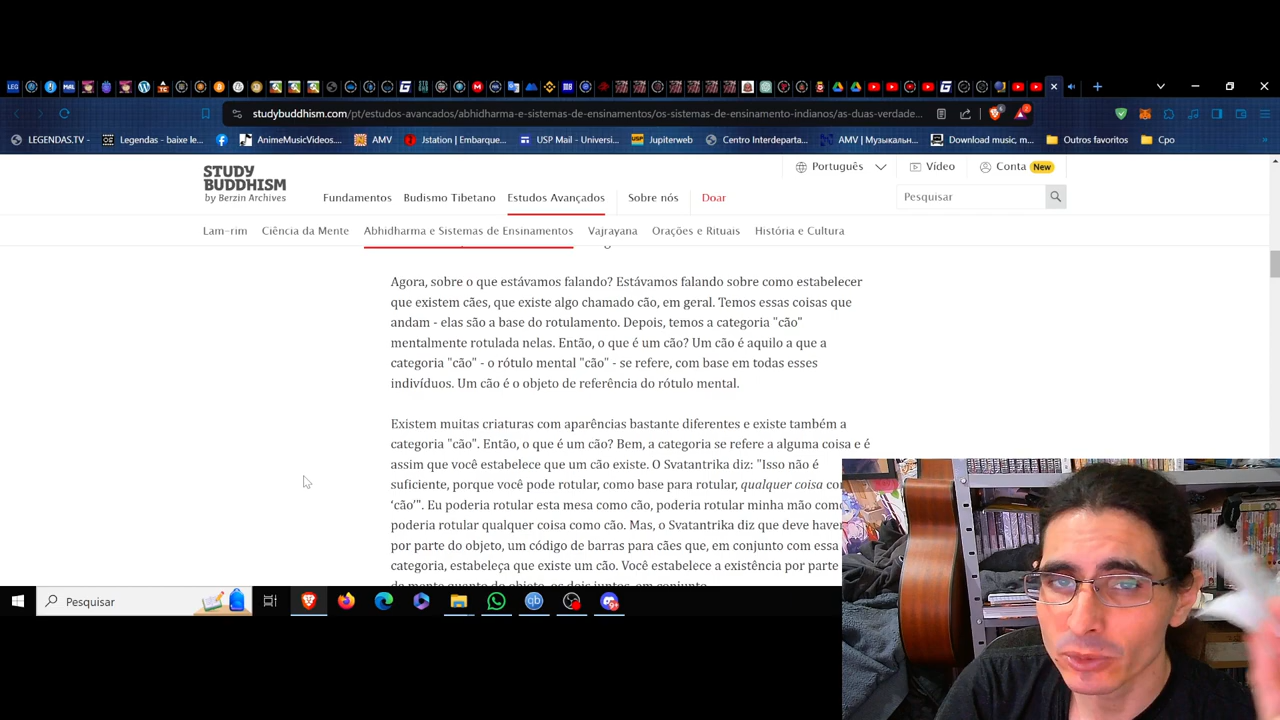 studybuddhism.com/pt/estudos-avancados/abhidharma-e-sistemas-de-ensinamentos/os-sistemas-de-ensinamento-indianos/as-duas-verdade...
LEGENDAS.TV - Legendas - baixe le... AnimeMusicVideos.... AMV Jstation | Embarque... USP Mail - Universi... Jupiterweb Centro Interdeparta... AMV | Музыкальн... Download music, m... Outros favoritos Cpo
STUDY
BUDDHISM
by Berzin Archives
Português Vídeo Conta New
Fundamentos Budismo Tibetano Estudos Avançados Sobre nós Doar
Pesquisar
Lam-rim Ciência da Mente Abhidharma e Sistemas de Ensinamentos Vajrayana Orações e Rituais História e Cultura
Agora, sobre o que estávamos falando? Estávamos falando sobre como estabelecer
que existem cães, que existe algo chamado cão, em geral. Temos essas coisas que
andam - elas são a base do rotulamento. Depois, temos a categoria "cão"
mentalmente rotulada nelas. Então, o que é um cão? Um cão é aquilo a que a
categoria "cão" - o rótulo mental "cão" - se refere, com base em todas esses
indivíduos. Um cão é o objeto de referência do rótulo mental.
Existem muitas criaturas com aparências bastante diferentes e existe também a
categoria "cão". Então, o que é um cão? Bem, a categoria se refere a alguma coisa e é
assim que você estabelece que um cão existe. O Svatantrika diz: "Isso não é
suficiente, porque você pode rotular, como base para rotular, qualquer coisa co
'cão'". Eu poderia rotular esta mesa como cão, poderia rotular minha mão como
poderia rotular qualquer coisa como cão. Mas, o Svatantrika diz que deve haver
por parte do objeto, um código de barras para cães que, em conjunto com essa
categoria, estabeleça que existe um cão. Você estabelece a existência por parte
da mente quanto do objeto, os dois juntos, em conjunto.
Pesquisar